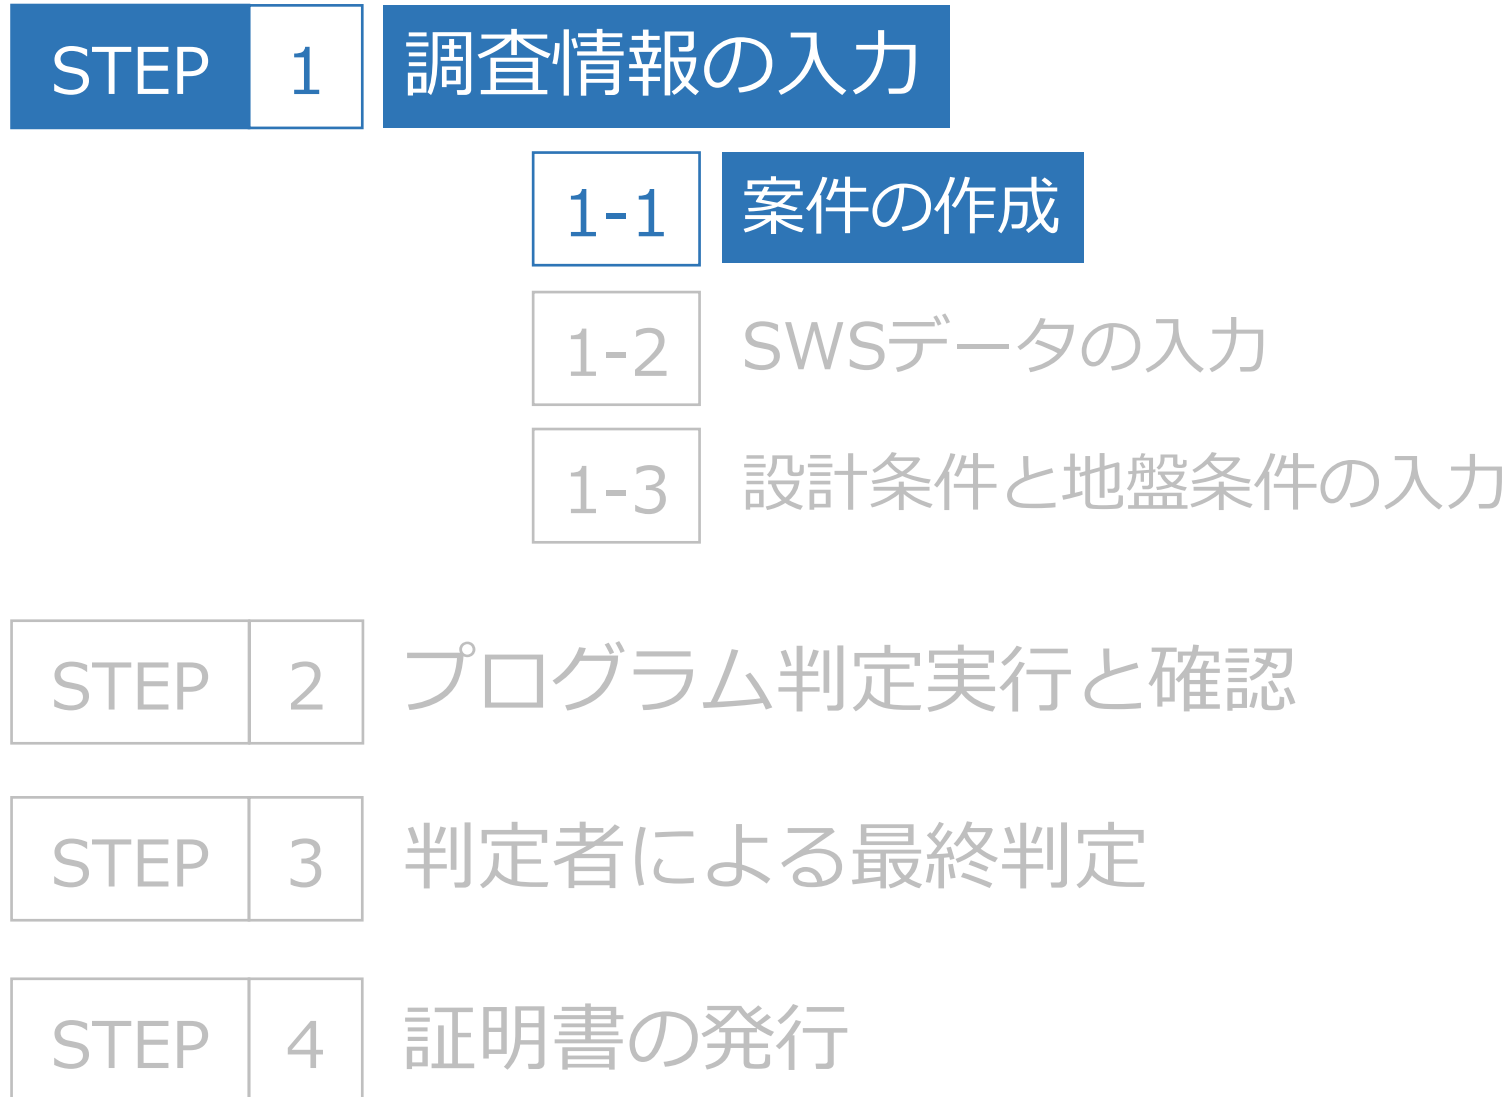 STEP 1 調査情報の入力
1-1 案件の作成
1-2 SWSデータの入力
1-3 設計条件と地盤条件の入力
STEP 2 プログラム判定実行と確認
STEP 3 判定者による最終判定
STEP 4 証明書の発行